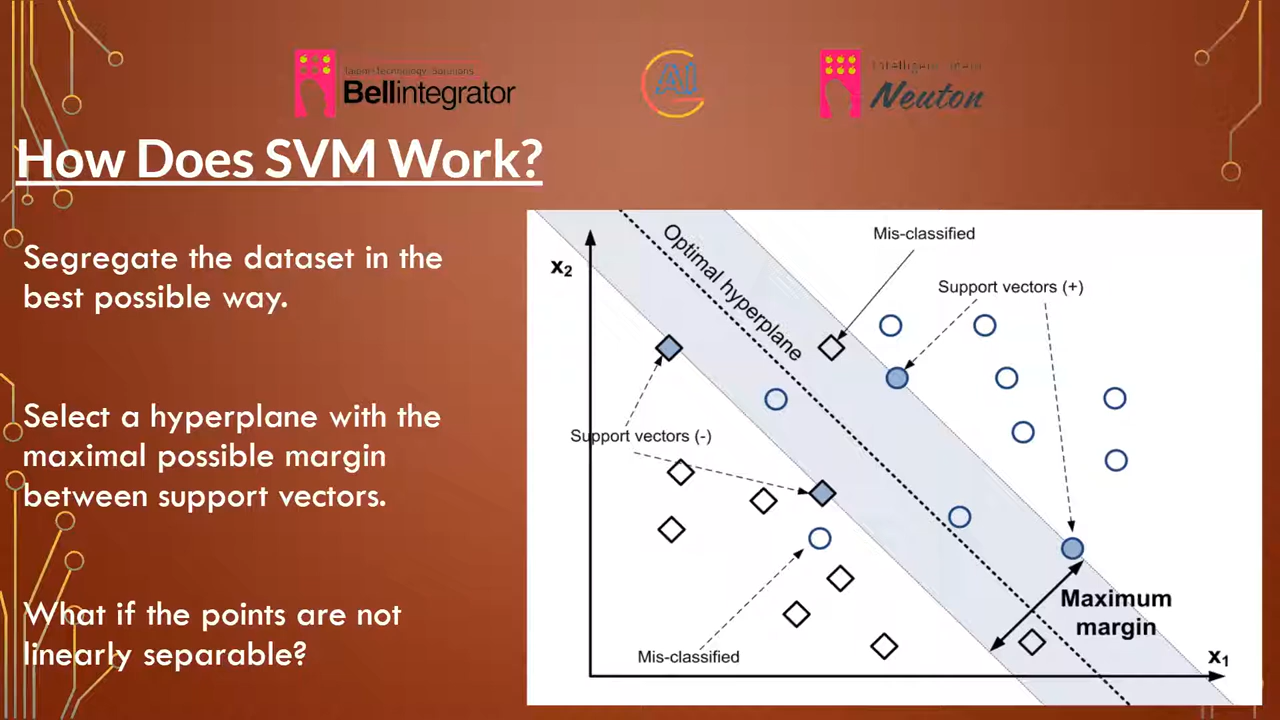 Bellintegrator
AI
Neuton
How Does SVM Work?
Segregate the dataset in the
best possible way.
Select a hyperplane with the
maximal possible margin
between support vectors.
What if the points are not
linearly separable?
Mis-classified
Optimal hyperplane
x₂
Support vectors (+)
Support vectors (-)
Maximum
margin
Mis-classified
x₁